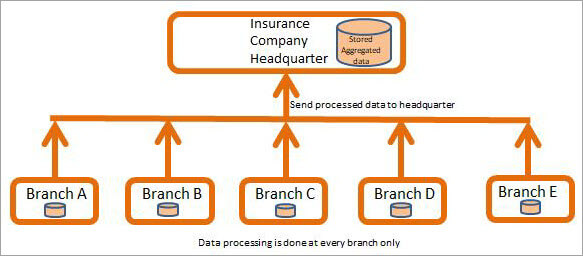 Insurance
Company
Headquarter
Stored
Aggregated
data
Send processed data to headquarter
Branch A
Branch B
Branch C
Branch D
Branch E
Data processing is done at every branch only